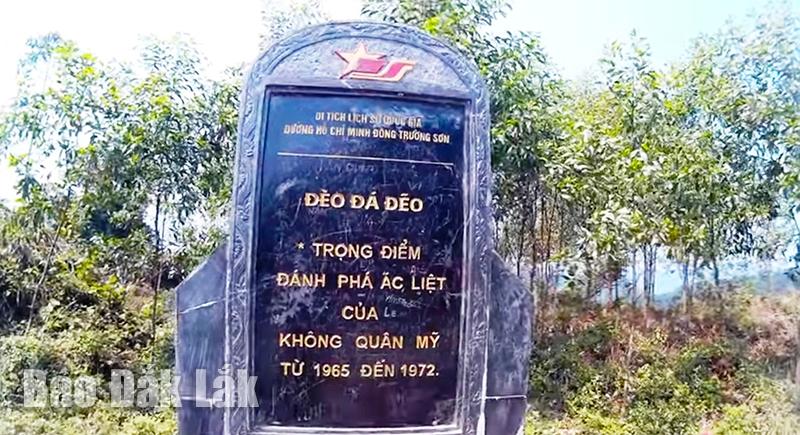 DI TÍCH LỊCH SỬ QUỐC GIA
ĐƯỜNG HỒ CHÍ MINH ĐÔNG TRƯỜNG SƠN
ĐÈO ĐÁ ĐẼO
* TRỌNG ĐIỂM
ĐÁNH PHÁ ÁC LIỆT
CỦA
KHÔNG QUÂN MỸ
TỪ 1965 ĐẾN 1972.
Báo Đắk Lắk